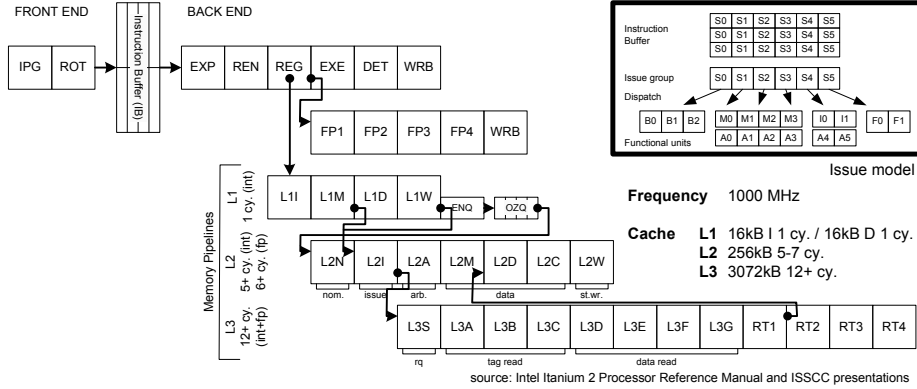 FRONT END
BACK END
IPG ROT
Instruction Buffer (IB)
EXP REN REG EXE DET WRB
FP1 FP2 FP3 FP4 WRB
Memory Pipelines
L1
1 cy. (int)
L1I L1M L1D L1W ENQ OZQ
L2
5+ cy. (int)
6+ cy. (fp)
L2N L2I L2A L2M L2D L2C L2W
nom. issue arb. data st.wr.
L3
12+ cy.
(int+fp)
L3S L3A L3B L3C L3D L3E L3F L3G RT1 RT2 RT3 RT4
rq tag read data read
Instruction
Buffer
S0 S1 S2 S3 S4 S5
S0 S1 S2 S3 S4 S5
S0 S1 S2 S3 S4 S5
Issue group
S0 S1 S2 S3 S4 S5
Dispatch
B0 B1 B2 M0 M1 M2 M3 I0 I1 F0 F1
A0 A1 A2 A3 A4 A5
Functional units
Issue model
Frequency 1000 MHz
Cache L1 16kB I 1 cy. / 16kB D 1 cy.
L2 256kB 5-7 cy.
L3 3072kB 12+ cy.
source: Intel Itanium 2 Processor Reference Manual and ISSCC presentations